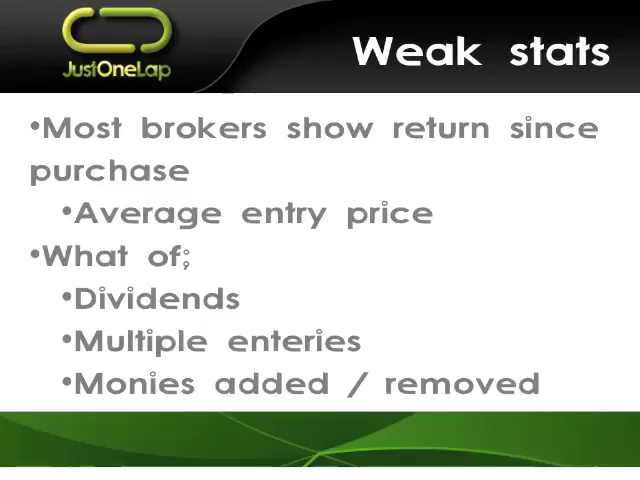 JustOneLap
Weak stats
•Most brokers show return since
purchase
•Average entry price
•What of;
•Dividends
•Multiple enteries
•Monies added / removed